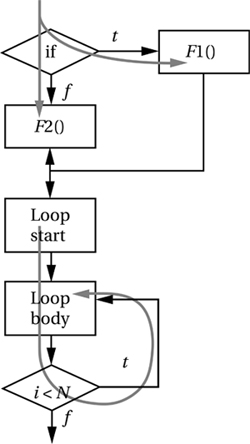 if
t
F1()
f
F2()
Loop
start
Loop
body
t
i < N
f